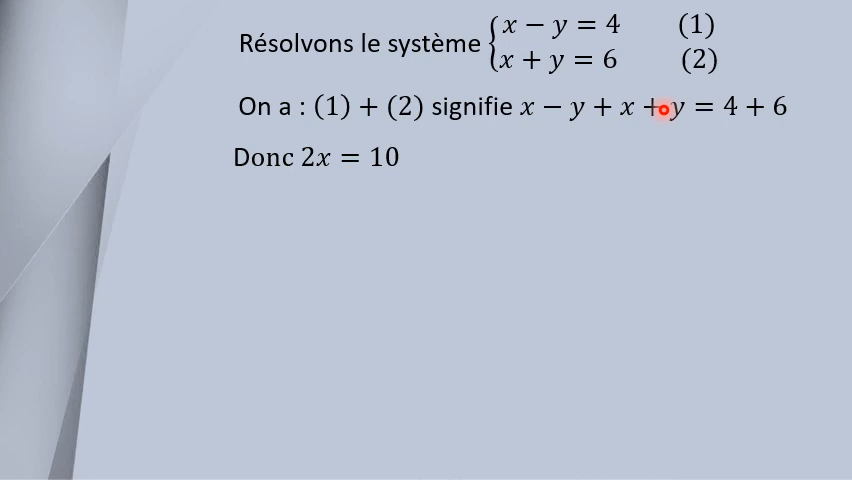 Résolvons le système { x − y = 4 (1)
x + y = 6 (2)
On a : (1) + (2) signifie x − y + x + y = 4 + 6
Donc 2x = 10